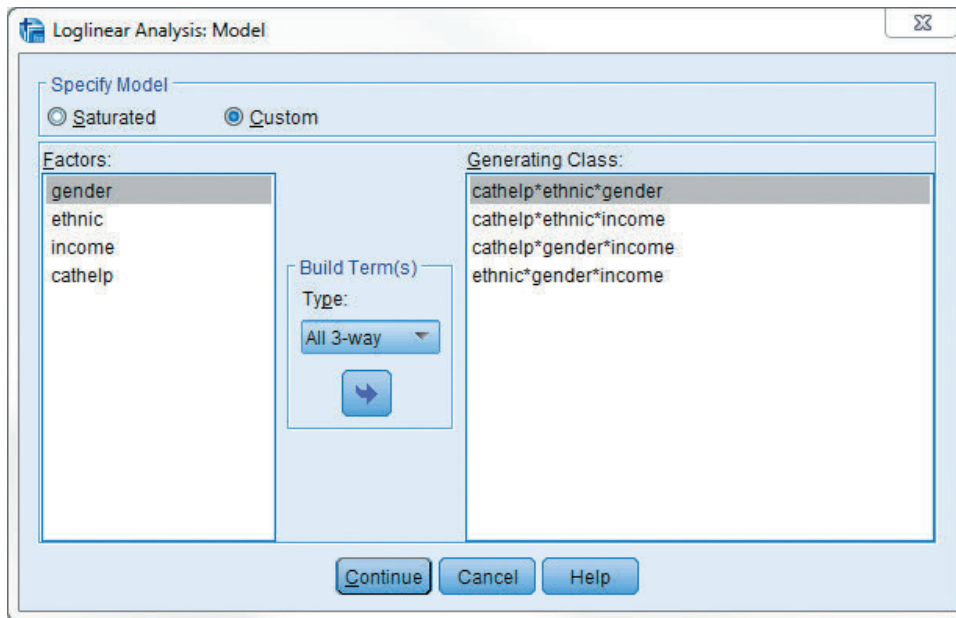 Loglinear Analysis: Model
Specify Model
Saturated Custom
Factors:
gender
ethnic
income
cathelp
Build Term(s)
Type:
All 3-way
Generating Class:
cathelp*ethnic*gender
cathelp*ethnic*income
cathelp*gender*income
ethnic*gender*income
Continue Cancel Help